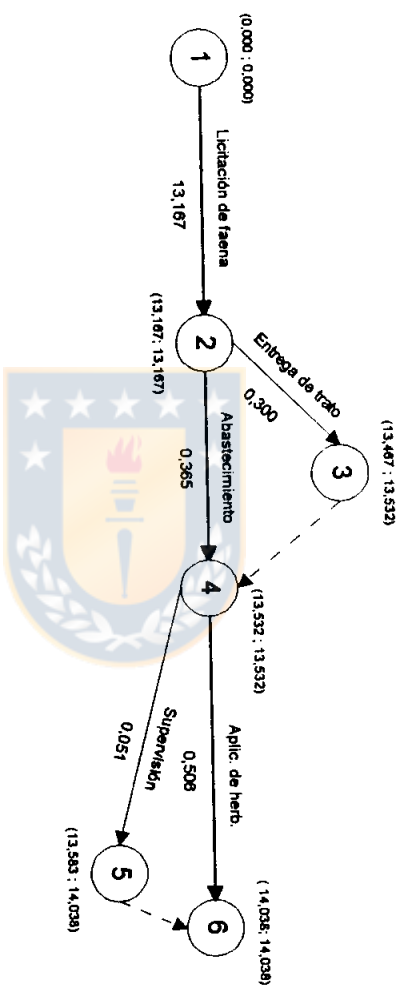 (0.000 ; 0.000)
1
Licitación de faena
13,167
2
(13,167; 13,167)
Entrega de trato
0,300
3
(13,467 ; 13,532)
Abastecimiento
0,365
4
(13,532 ; 13,532)
Aplic. de herb.
0,506
Supervisión
0,051
5
(13,583 ; 14,038)
6
( 14,038; 14,038)